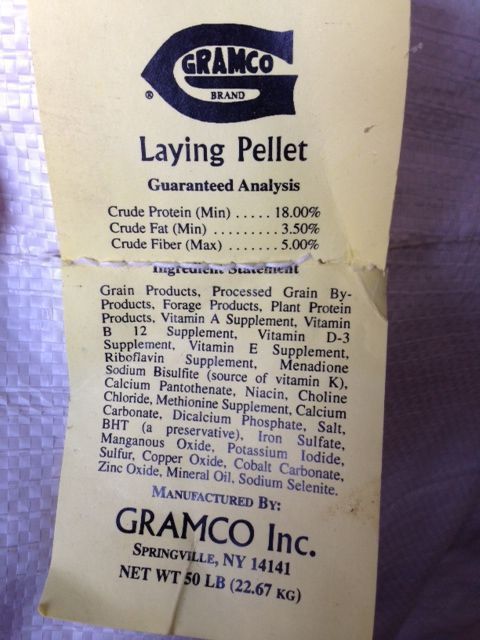 GRAMCO
® BRAND
Laying Pellet
Guaranteed Analysis
Crude Protein (Min) ..... 18.00%
Crude Fat (Min) ......... 3.50%
Crude Fiber (Max) ....... 5.00%
Ingredient Statement
Grain Products, Processed Grain By-
Products, Forage Products, Plant Protein
Products, Vitamin A Supplement, Vitamin
B 12 Supplement, Vitamin D-3
Supplement, Vitamin E Supplement,
Riboflavin Supplement, Menadione
Sodium Bisulfite (source of vitamin K),
Calcium Pantothenate, Niacin, Choline
Chloride, Methionine Supplement, Calcium
Carbonate, Dicalcium Phosphate, Salt,
BHT (a preservative), Iron Sulfate,
Manganous Oxide, Potassium Iodide,
Sulfur, Copper Oxide, Cobalt Carbonate,
Zinc Oxide, Mineral Oil, Sodium Selenite.
MANUFACTURED BY:
GRAMCO Inc.
SPRINGVILLE, NY 14141
NET WT 50 LB (22.67 KG)